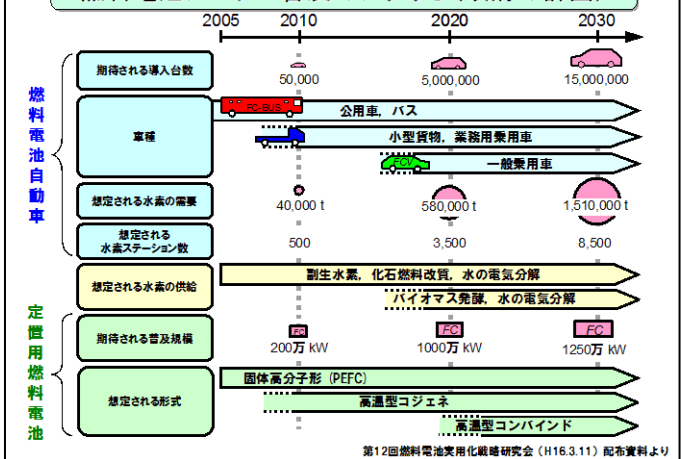 2005 2020 2030
期待される導入台数
50,000 5,000,000 15,000,000
燃料電池自動車
車種
FC-BUS
公用車，バス
小型貨物，業務用乗用車
FCV
一般乗用車
想定される水素の需要
40,000 t 580,000 t 1,510,000 t
想定される
水素ステーション数
500 3,500 8,500
想定される水素の供給
副生水素，化石燃料改質，水の電気分解
バイオマス発酵，水の電気分解
定置用燃料電池
期待される普及規模
FC FC FC
200万 kW 1000万 kW 1250万 kW
想定される形式
固体高分子形 (PEFC)
高温型コジェネ
高温型コンバインド
第12回燃料電池実用化戦略研究会（H16.3.11）配布資料より